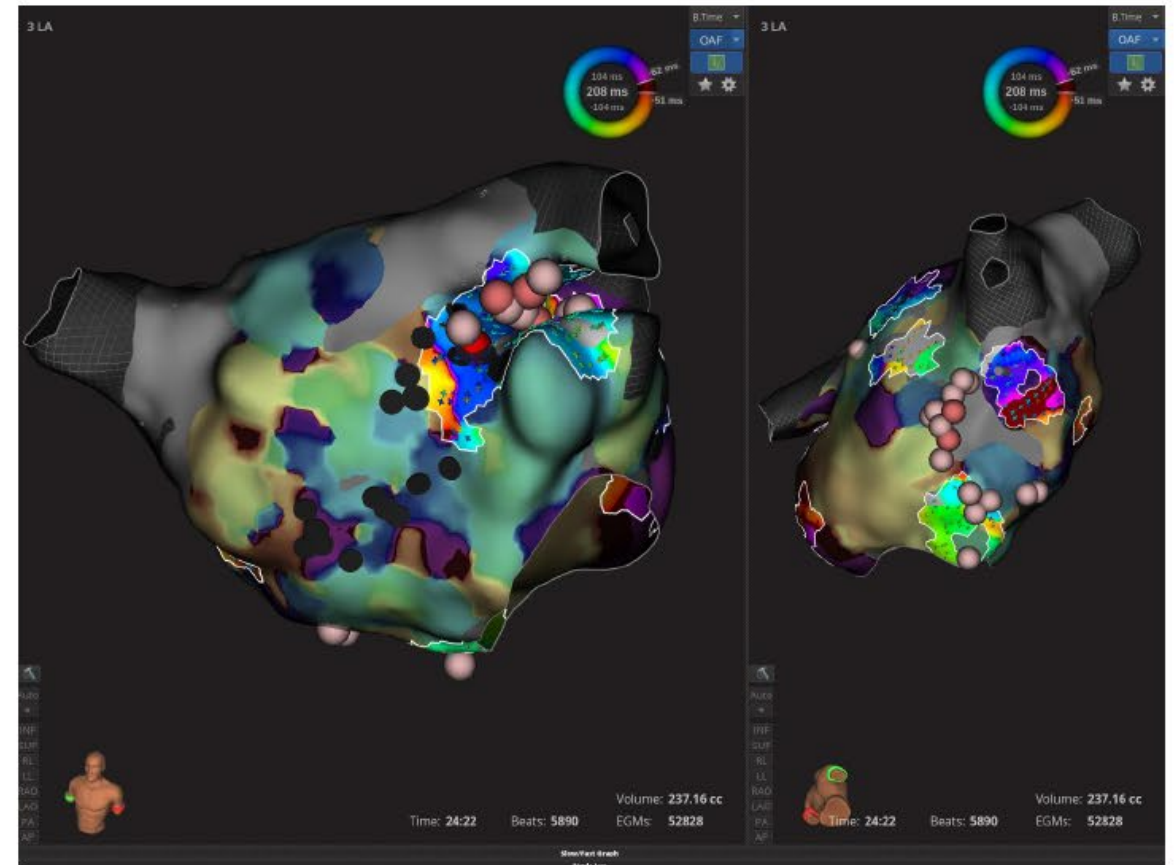 3 LA
B.Time
OAF
104 ms
208 ms
-104 ms
-62 ms
-51 ms
Auto
INF
SUP
RL
LL
RAO
LAO
PA
AP
Volume: 237.16 cc
Time: 24:22 Beats: 5890 EGMs: 52828
3 LA
B.Time
OAF
104 ms
208 ms
-104 ms
-62 ms
-51 ms
Auto
INF
SUP
RL
LL
RAO
LAO
PA
AP
Volume: 237.16 cc
Time: 24:22 Beats: 5890 EGMs: 52828
Slow/Fast Graph